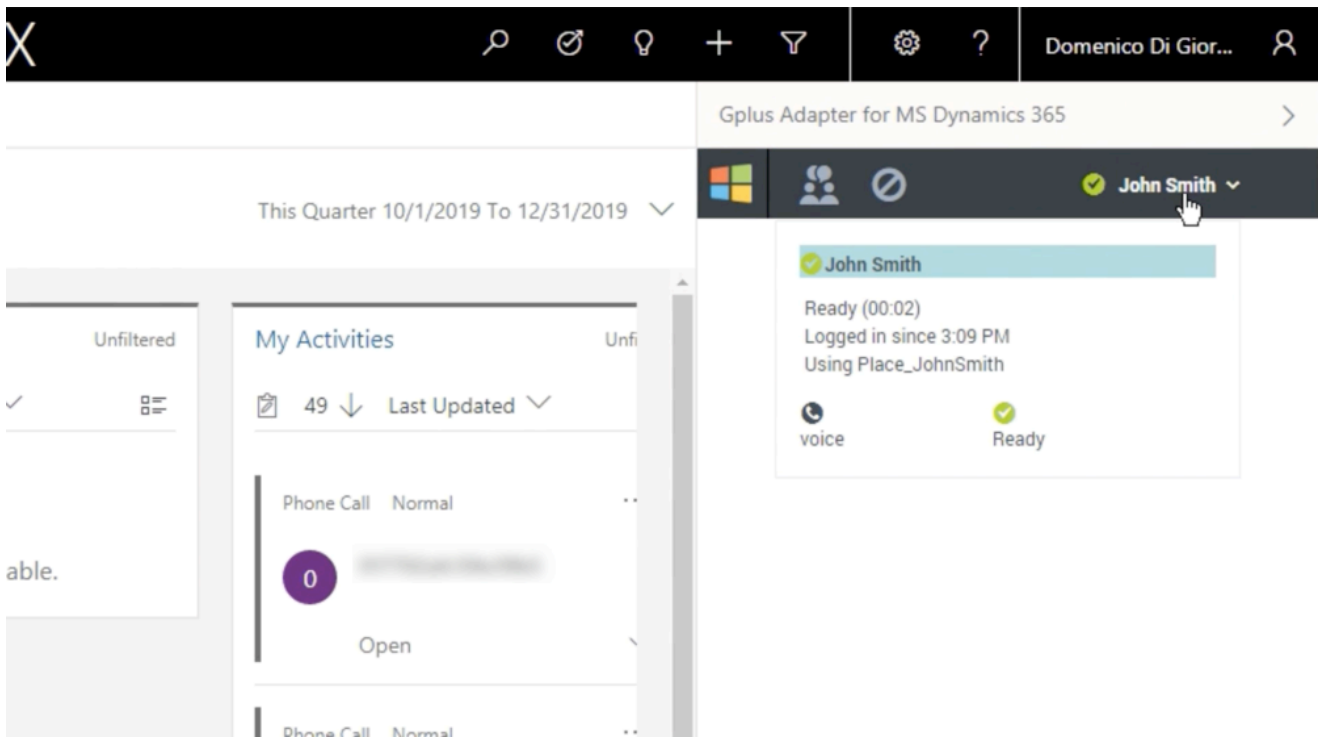 X
Domenico Di Gior...
Gplus Adapter for MS Dynamics 365
John Smith
This Quarter 10/1/2019 To 12/31/2019
John Smith
Ready (00:02)
Logged in since 3:09 PM
Using Place_JohnSmith
voice
Ready
Unfiltered
My Activities
Unfi
49
Last Updated
Phone Call Normal
0
able.
Open
Phone Call Normal